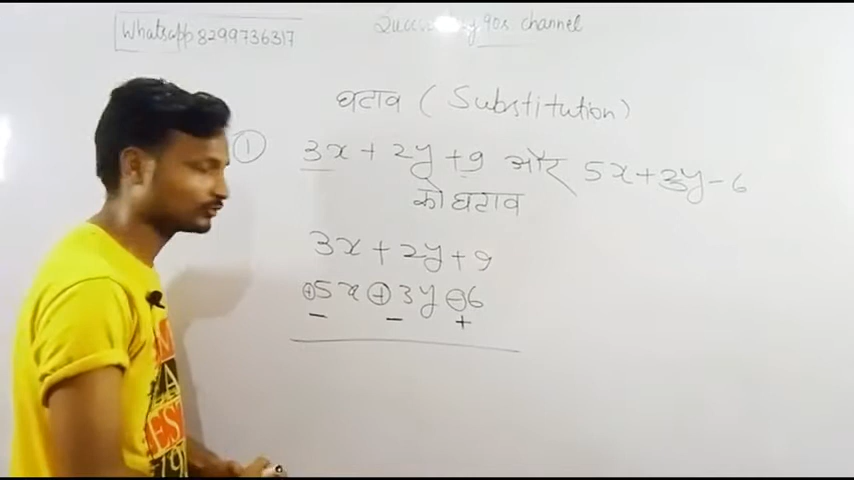 Whatsapp 8299736317
90s channel
घटाव ( Substitution )
① 3x + 2y + 9 और 5x + 3y - 6
को घटाव
3x + 2y + 9
⊕5x ⊕ 3y ⊖6
- - +